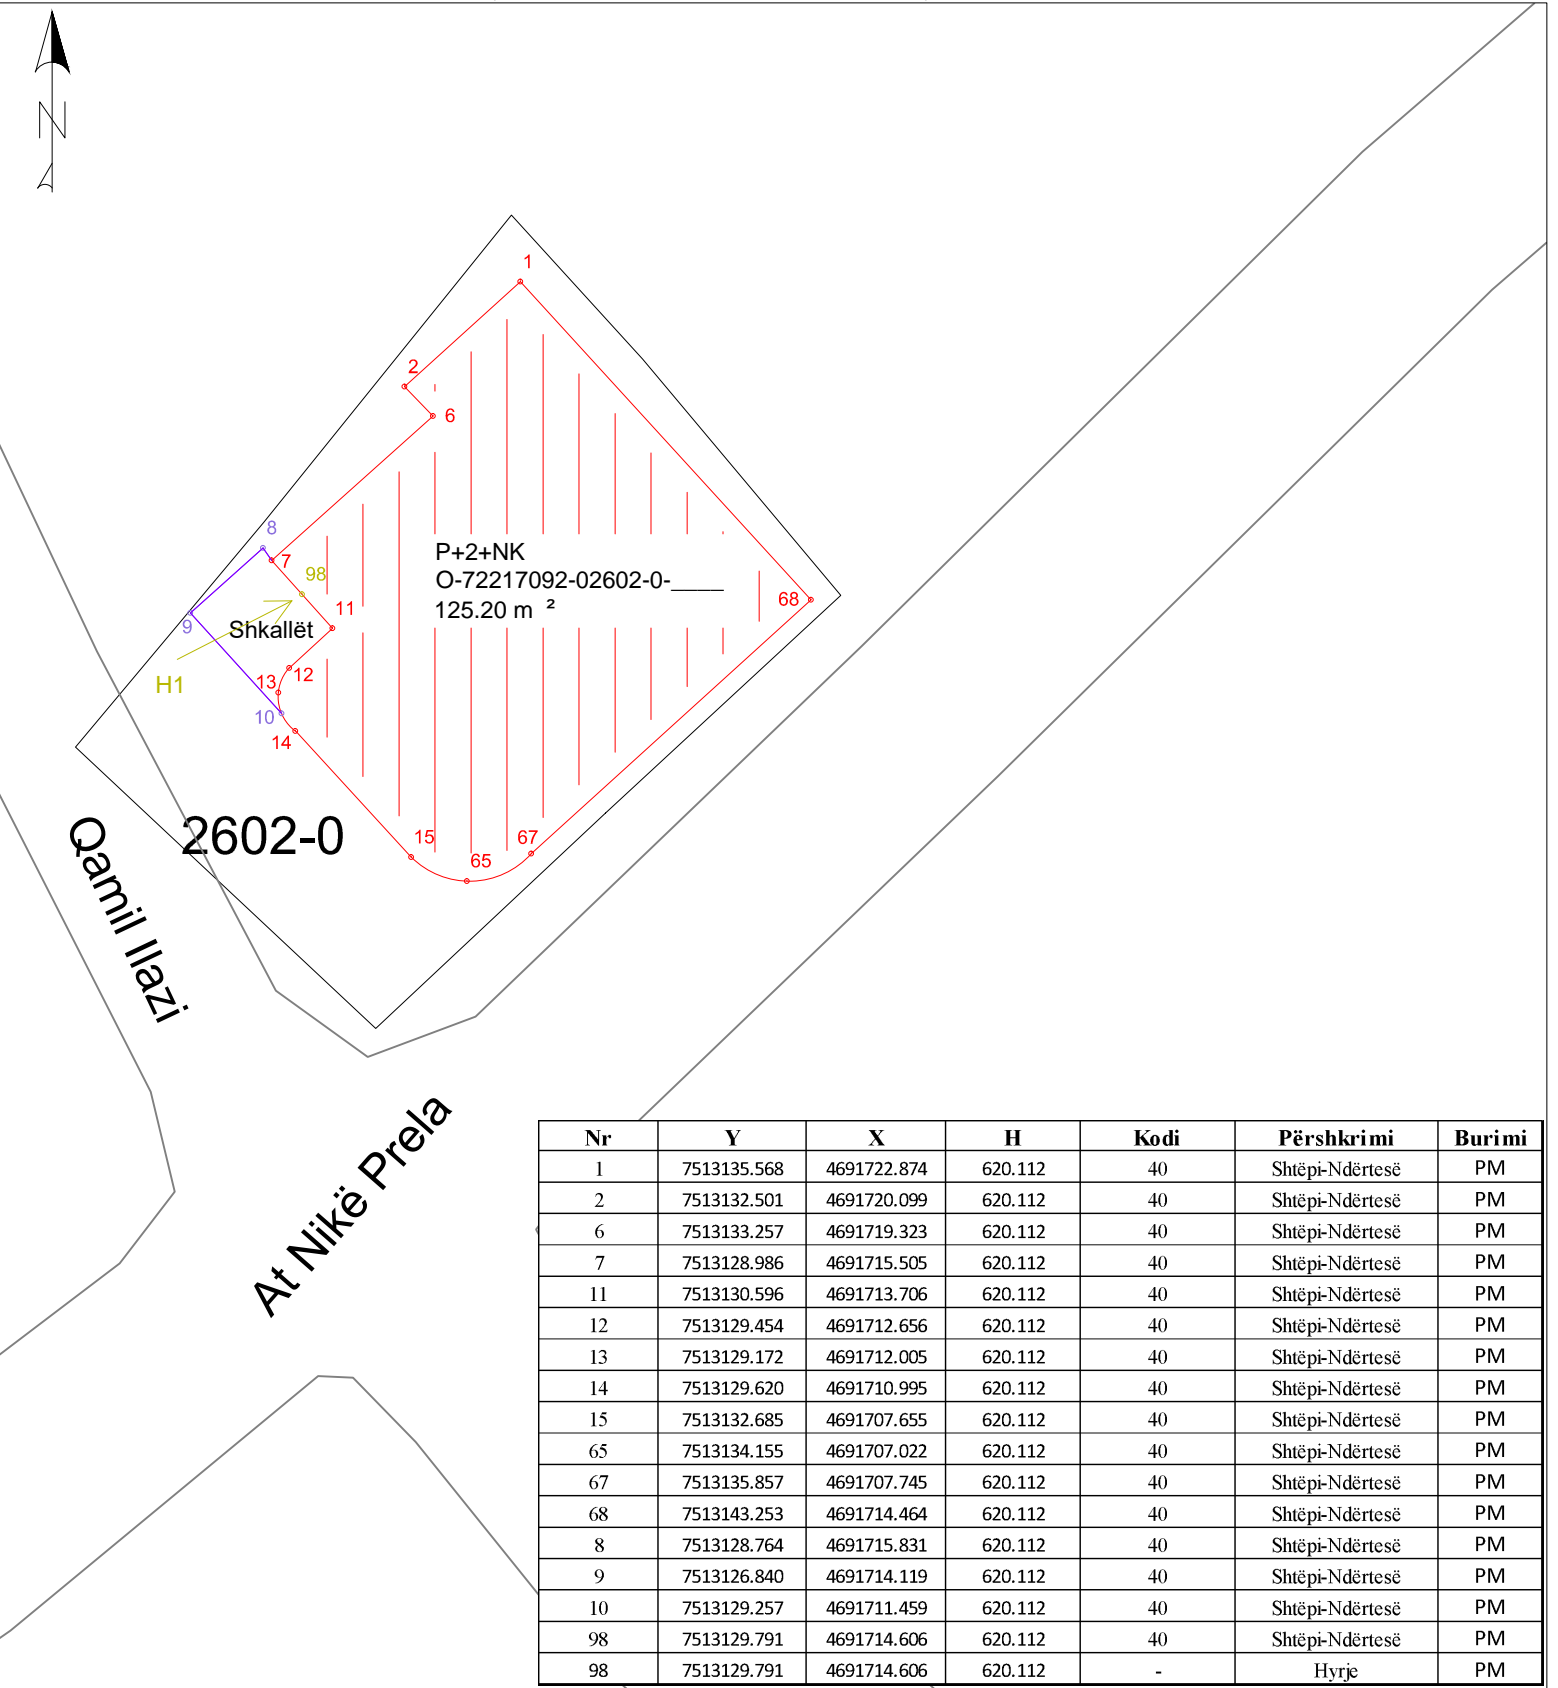 N
1
2
6
8
7
98
P+2+NK
O-72217092-02602-0-____
125.20 m ²
68
11
9
Shkallët
12
H1
13
10
14
2602-0
15
67
65
Qamil Ilazi
At Nikë Prela
Nr Y X H Kodi Përshkrimi Burimi
1 7513135.568 4691722.874 620.112 40 Shtëpi-Ndërtesë PM
2 7513132.501 4691720.099 620.112 40 Shtëpi-Ndërtesë PM
6 7513133.257 4691719.323 620.112 40 Shtëpi-Ndërtesë PM
7 7513128.986 4691715.505 620.112 40 Shtëpi-Ndërtesë PM
11 7513130.596 4691713.706 620.112 40 Shtëpi-Ndërtesë PM
12 7513129.454 4691712.656 620.112 40 Shtëpi-Ndërtesë PM
13 7513129.172 4691712.005 620.112 40 Shtëpi-Ndërtesë PM
14 7513129.620 4691710.995 620.112 40 Shtëpi-Ndërtesë PM
15 7513132.685 4691707.655 620.112 40 Shtëpi-Ndërtesë PM
65 7513134.155 4691707.022 620.112 40 Shtëpi-Ndërtesë PM
67 7513135.857 4691707.745 620.112 40 Shtëpi-Ndërtesë PM
68 7513143.253 4691714.464 620.112 40 Shtëpi-Ndërtesë PM
8 7513128.764 4691715.831 620.112 40 Shtëpi-Ndërtesë PM
9 7513126.840 4691714.119 620.112 40 Shtëpi-Ndërtesë PM
10 7513129.257 4691711.459 620.112 40 Shtëpi-Ndërtesë PM
98 7513129.791 4691714.606 620.112 40 Shtëpi-Ndërtesë PM
98 7513129.791 4691714.606 620.112 - Hyrje PM